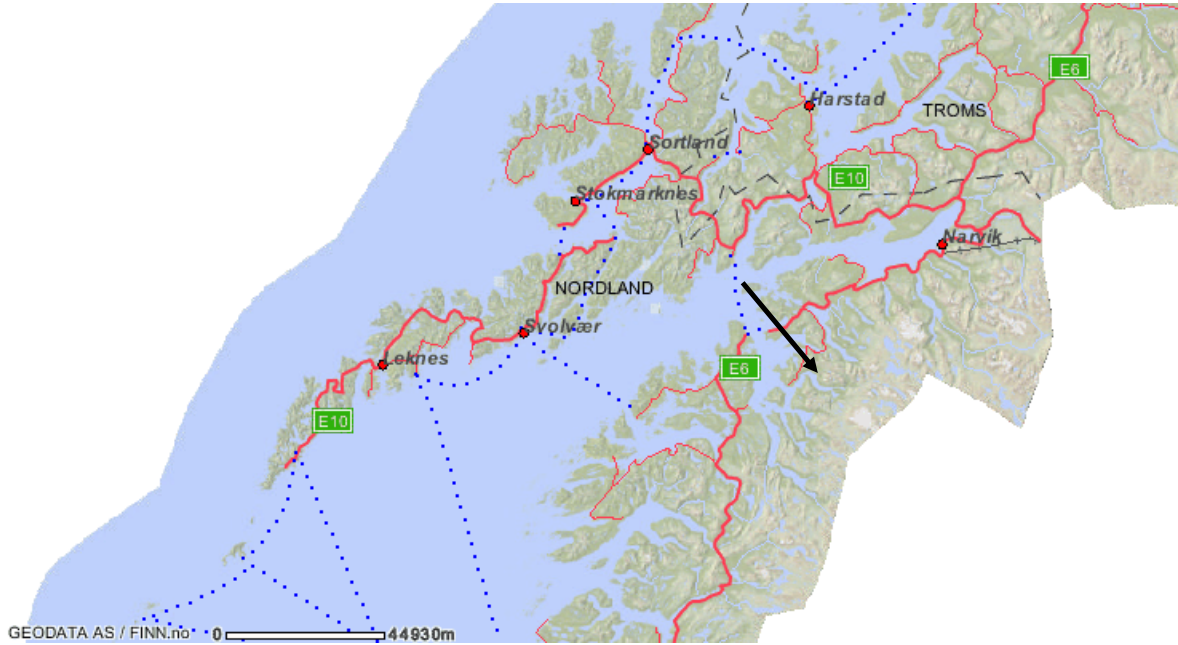 E6
Harstad
TROMS
Sortland
E10
Stokmarknes
Narvik
NORDLAND
Svolvær
Leknes
E6
E10
GEODATA AS / FINN.no 0 44930m